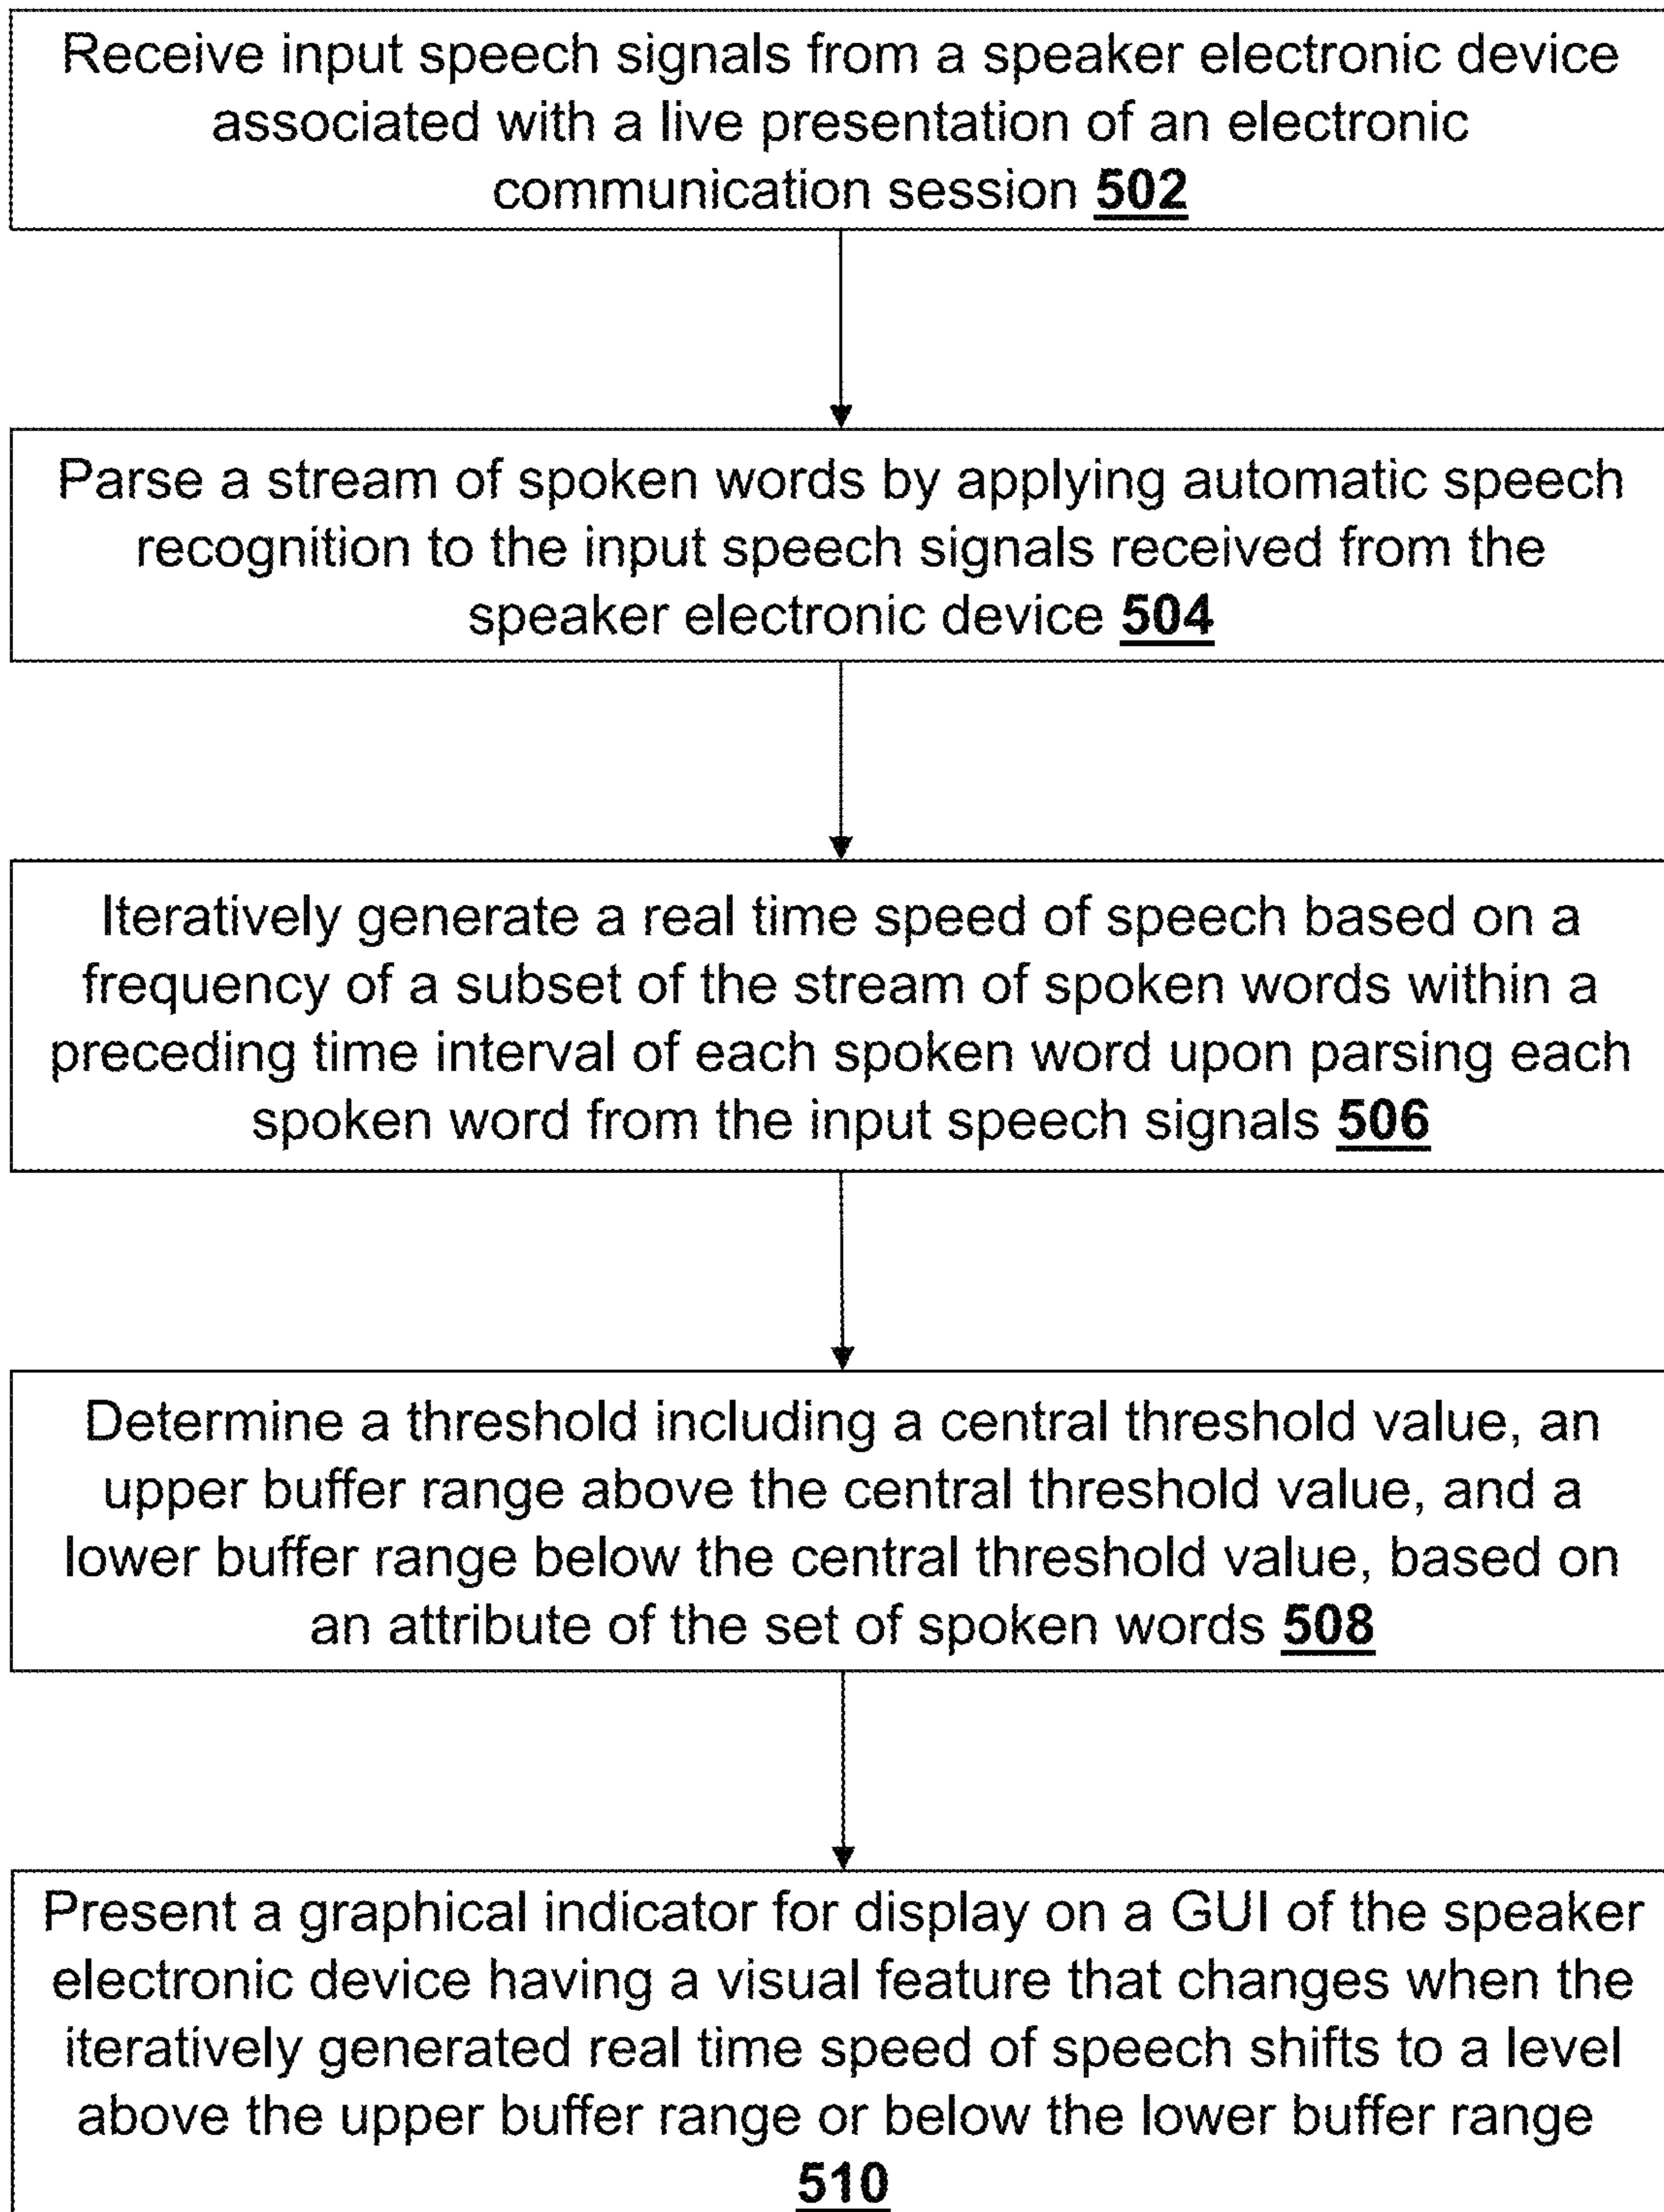 Receive input speech signals from a speaker electronic device
associated with a live presentation of an electronic
communication session 502
Parse a stream of spoken words by applying automatic speech
recognition to the input speech signals received from the
speaker electronic device 504
Iteratively generate a real time speed of speech based on a
frequency of a subset of the stream of spoken words within a
preceding time interval of each spoken word upon parsing each
spoken word from the input speech signals 506
Determine a threshold including a central threshold value, an
upper buffer range above the central threshold value, and a
lower buffer range below the central threshold value, based on
an attribute of the set of spoken words 508
Present a graphical indicator for display on a GUI of the speaker
electronic device having a visual feature that changes when the
iteratively generated real time speed of speech shifts to a level
above the upper buffer range or below the lower buffer range
510